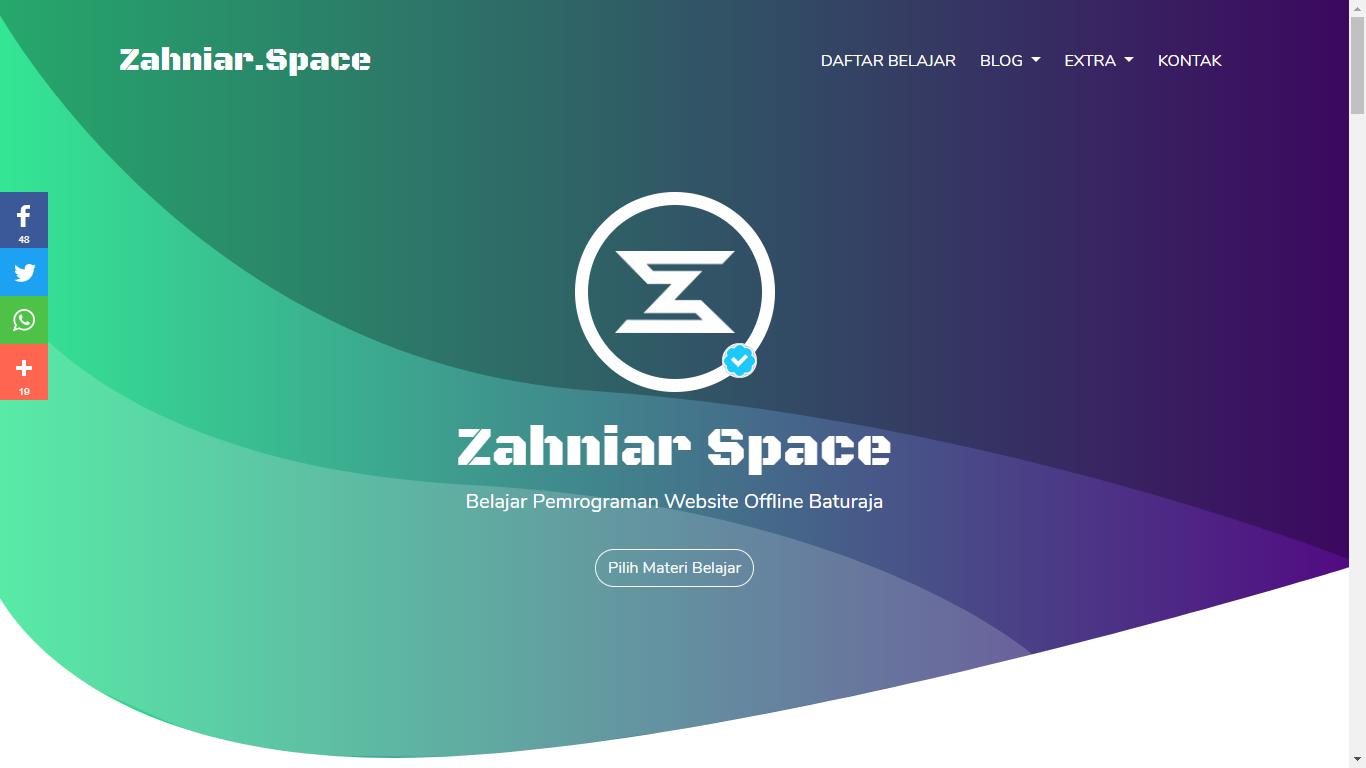 Zahniar.Space
DAFTAR BELAJAR BLOG EXTRA KONTAK
48
19
Zahniar Space
Belajar Pemrograman Website Offline Baturaja
Pilih Materi Belajar